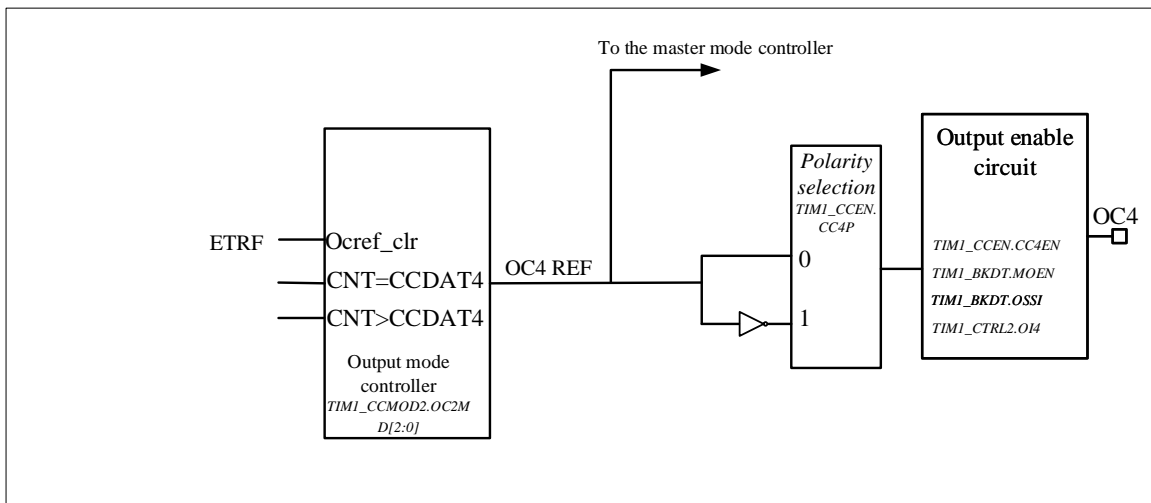 To the master mode controller
ETRF
Ocref_clr
CNT=CCDAT4
CNT>CCDAT4
Output mode
controller
TIM1_CCMOD2.OC2M
D[2:0]
OC4 REF
Polarity
selection
TIM1_CCEN.
CC4P
0
1
Output enable
circuit
TIM1_CCEN.CC4EN
TIM1_BKDT.MOEN
TIM1_BKDT.OSSI
TIM1_CTRL2.OI4
OC4